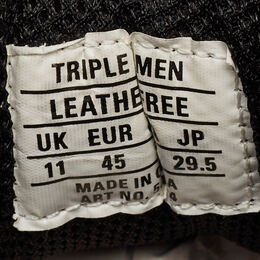 TRIPLE MEN
LEATHE REE
UK EUR JP
11 45 29.5
MADE IN C A
ART NO.